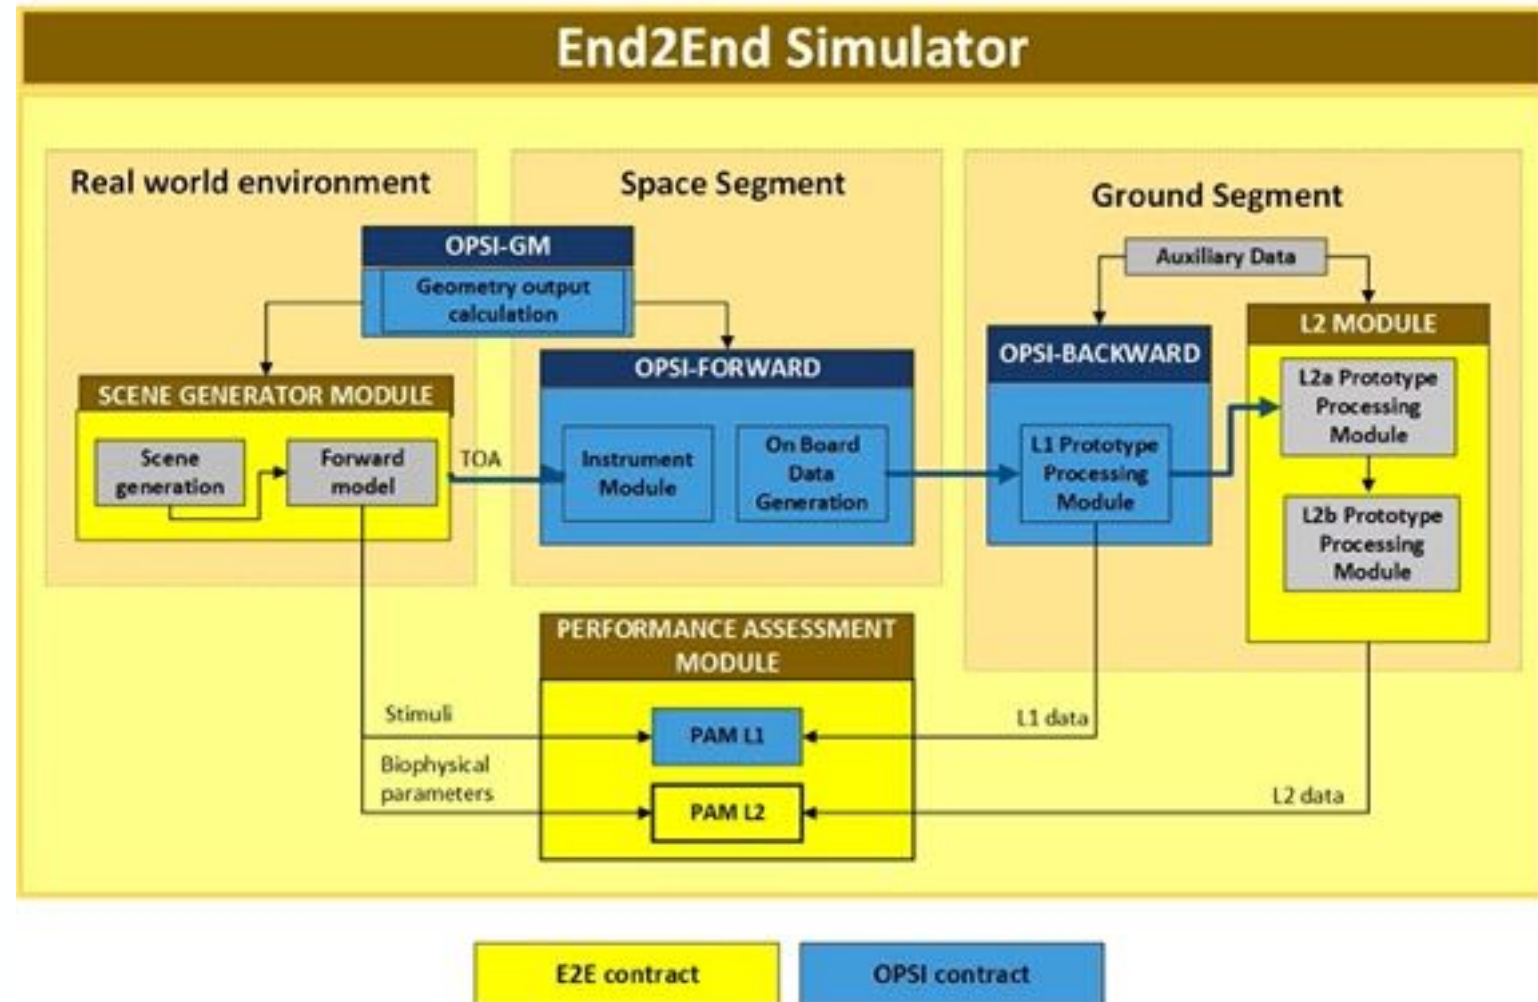 End2End Simulator
Real world environment
Space Segment
Ground Segment
OPSI-GM
Geometry output
calculation
Auxiliary Data
SCENE GENERATOR MODULE
Scene
generation
Forward
model
TOA
OPSI-FORWARD
Instrument
Module
On Board
Data
Generation
OPSI-BACKWARD
L1 Prototype
Processing
Module
L2 MODULE
L2a Prototype
Processing
Module
L2b Prototype
Processing
Module
PERFORMANCE ASSESSMENT
MODULE
Stimuli
PAM L1
L1 data
Biophysical
parameters
PAM L2
L2 data
E2E contract
OPSI contract